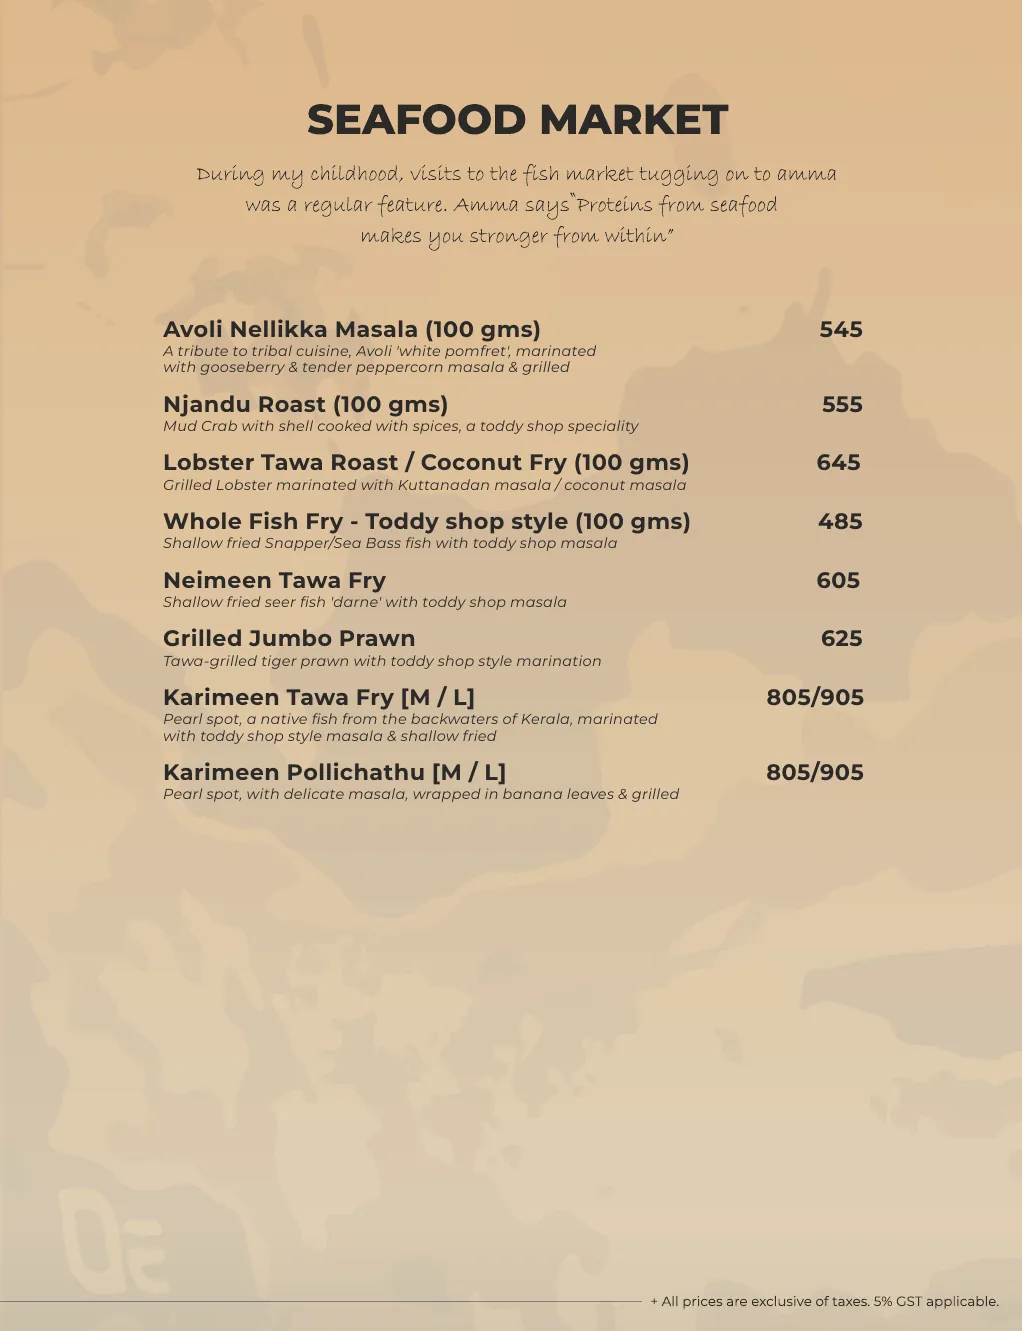 SEAFOOD MARKET
During my childhood, visits to the fish market tugging on to amma
was a regular feature. Amma says "Proteins from seafood
makes you stronger from within"
Avoli Nellikka Masala (100 gms) 545
A tribute to tribal cuisine, Avoli 'white pomfret', marinated
with gooseberry & tender peppercorn masala & grilled
Njandu Roast (100 gms) 555
Mud Crab with shell cooked with spices, a toddy shop speciality
Lobster Tawa Roast / Coconut Fry (100 gms) 645
Grilled Lobster marinated with Kuttanadan masala / coconut masala
Whole Fish Fry - Toddy shop style (100 gms) 485
Shallow fried Snapper/Sea Bass fish with toddy shop masala
Neimeen Tawa Fry 605
Shallow fried seer fish 'darne' with toddy shop masala
Grilled Jumbo Prawn 625
Tawa-grilled tiger prawn with toddy shop style marination
Karimeen Tawa Fry [M / L] 805/905
Pearl spot, a native fish from the backwaters of Kerala, marinated
with toddy shop style masala & shallow fried
Karimeen Pollichathu [M / L] 805/905
Pearl spot, with delicate masala, wrapped in banana leaves & grilled
+ All prices are exclusive of taxes. 5% GST applicable.